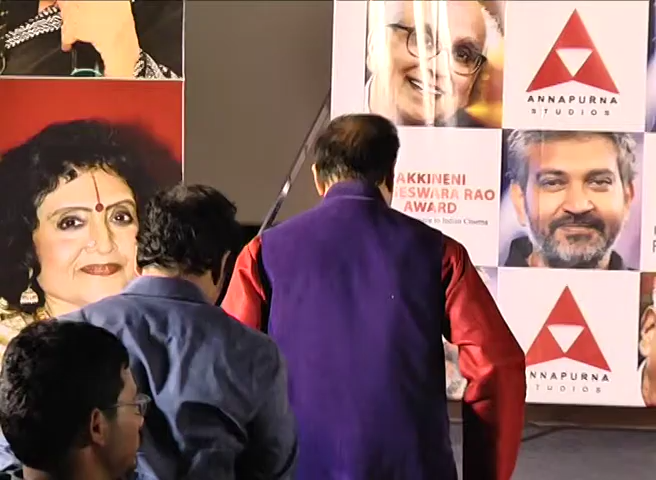 ANNAPURNA
STUDIOS
AKKINENI
ESWARA RAO
AWARD
ANNAPURNA
STUDIOS